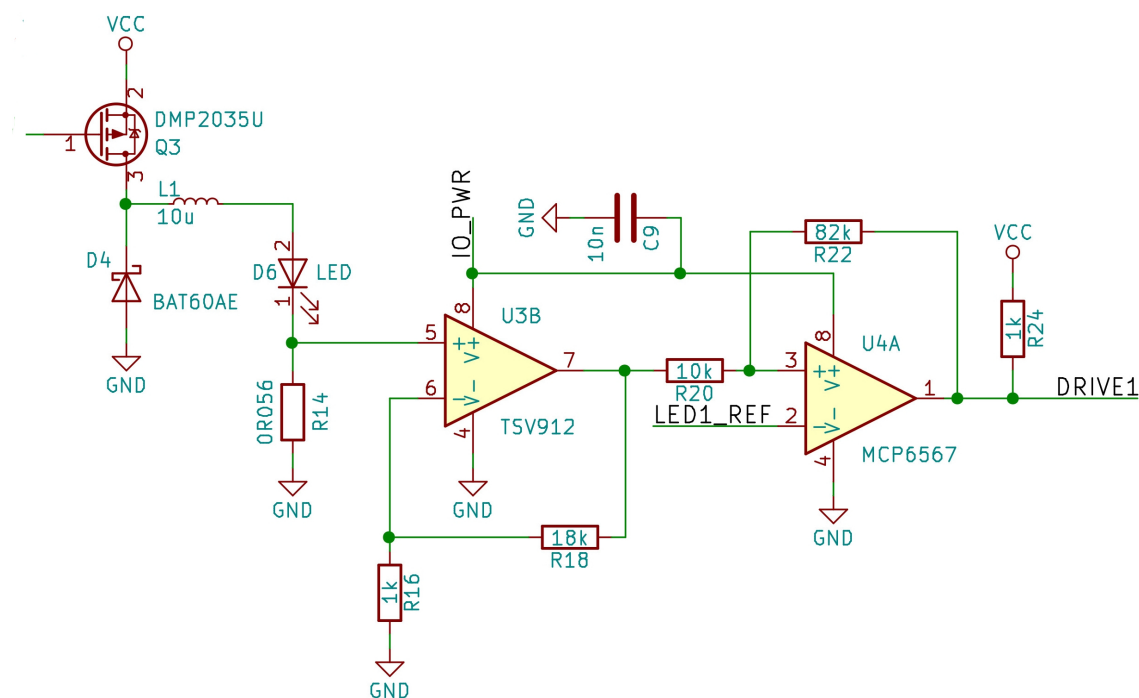 VCC
2
DMP2035U
Q3
1
3
L1
10u
D4
BAT60AE
GND
2
D6
LED
1
0R056
R14
GND
IO_PWR
GND
10n
C9
8
U3B
5
+
V+
7
6
-
V-
4
TSV912
GND
18k
R18
1k
R16
GND
82k
R22
10k
R20
LED1_REF
8
U4A
3
+
V+
1
2
-
V-
4
MCP6567
GND
VCC
1k
R24
DRIVE1